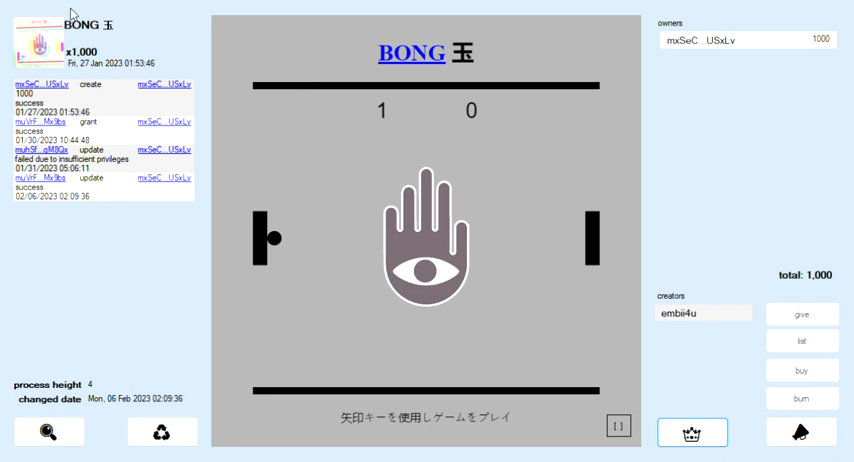 BONG 玉
x1,000
Fri, 27 Jan 2023 01:53:46
mxSeC...USxLv create mxSeC...USxLv
1000
success
01/27/2023 01:53:46
muVrF...Mx9bs grant mxSeC...USxLv
success
01/30/2023 10:44:48
muhSf...qM8Qx update mxSeC...USxLv
failed due to insufficient privileges
01/31/2023 05:06:11
muVrF...Mx9bs update mxSeC...USxLv
success
02/06/2023 02:09:36
process height 4
changed date Mon, 06 Feb 2023 02:09:36
BONG 玉
1 0
矢印キーを使用しゲームをプレイ
[ ]
owners
mxSeC...USxLv 1000
total: 1,000
creators
embii4u
give
list
buy
burn